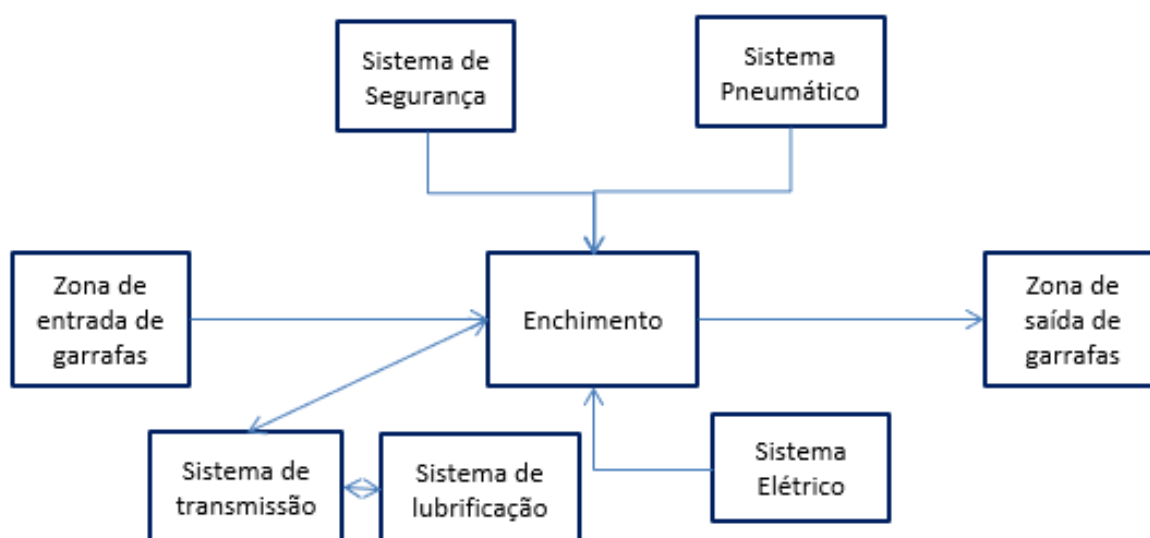 Sistema de
Segurança
Sistema
Pneumático
Zona de
entrada de
garrafas
Enchimento
Zona de
saída de
garrafas
Sistema de
transmissão
Sistema de
lubrificação
Sistema
Elétrico